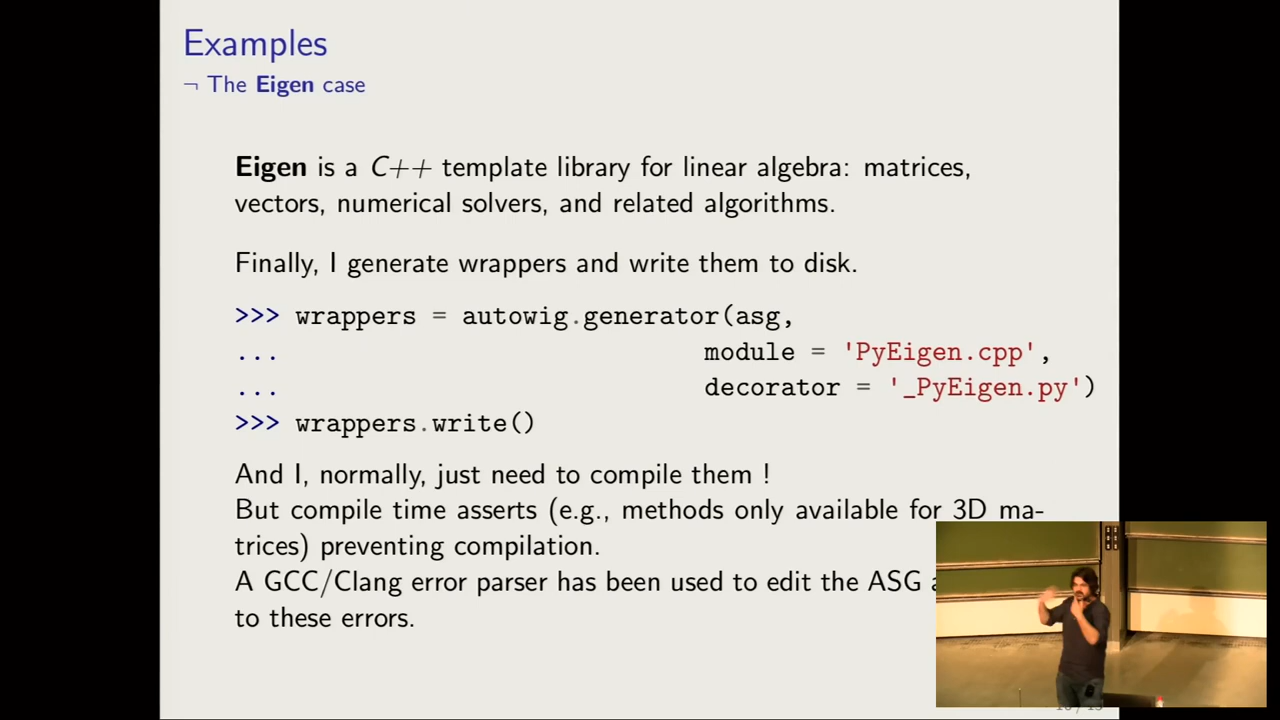 Examples
¬ The Eigen case
Eigen is a C++ template library for linear algebra: matrices,
vectors, numerical solvers, and related algorithms.
Finally, I generate wrappers and write them to disk.
>>> wrappers = autowig.generator(asg,
... module = 'PyEigen.cpp',
... decorator = '_PyEigen.py')
>>> wrappers.write()
And I, normally, just need to compile them !
But compile time asserts (e.g., methods only available for 3D ma-
trices) preventing compilation.
A GCC/Clang error parser has been used to edit the ASG
to these errors.